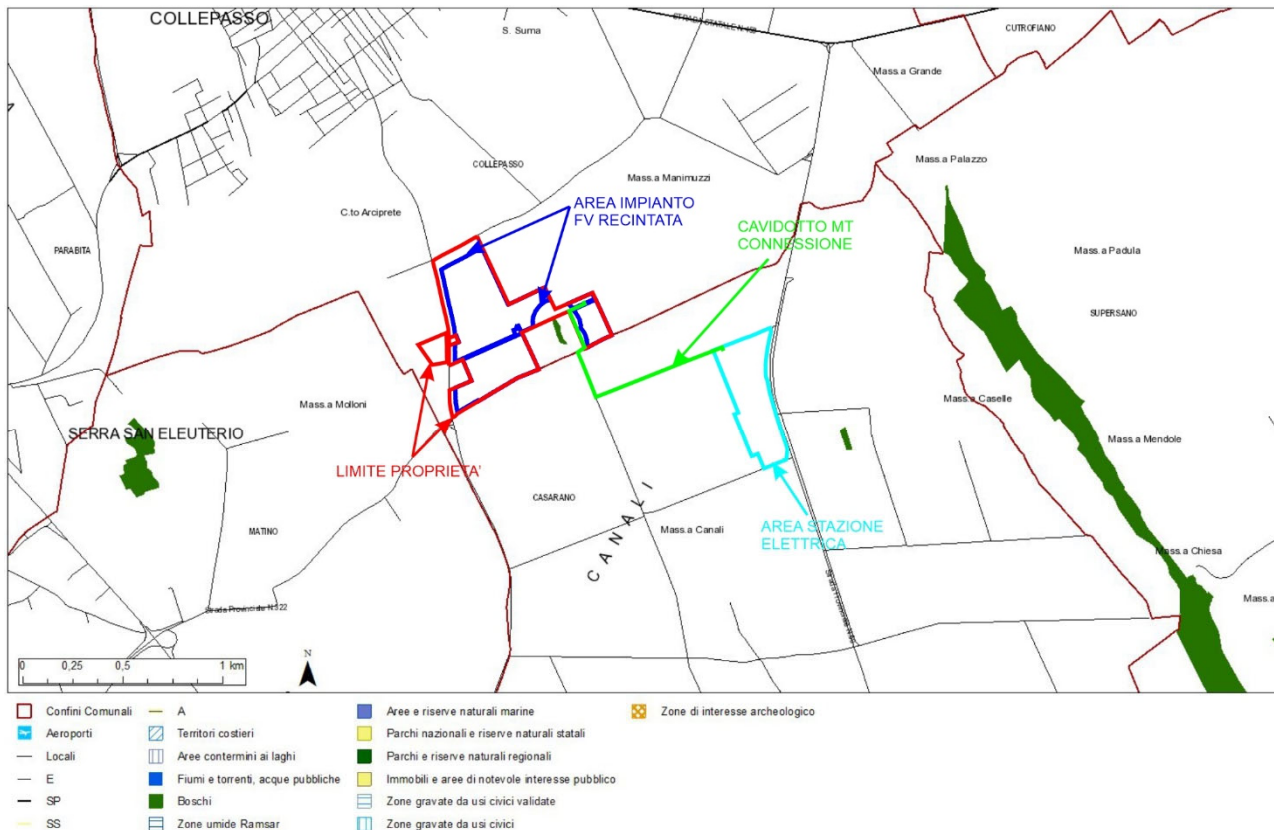 COLLEPASSO
S. Surna
STRADA STATALE N.459
CUTROFIANO
Mass.a Grande
COLLEPASSO
Mass.a Manimuzzi
Mass.a Palazzo
C.to Arciprete
AREA IMPIANTO
FV RECINTATA
CAVIDOTTO MT
CONNESSIONE
PARABITA
Mass.a Padula
SUPERSANO
Mass.a Molloni
Mass.a Caselle
SERRA SAN ELEUTERIO
Mass.a Mendole
LIMITE PROPRIETA'
CASARANO
CANALI
Mass.a Canali
AREA STAZIONE
ELETTRICA
MATINO
Mass.a Chiesa
Mass.a
Strada Provinciale N.322
0 0,25 0,5 1 km
N
Confini Comunali
Aeroporti
Locali
E
SP
SS
A
Territori costieri
Aree contermini ai laghi
Fiumi e torrenti, acque pubbliche
Boschi
Zone umide Ramsar
Aree e riserve naturali marine
Parchi nazionali e riserve naturali statali
Parchi e riserve naturali regionali
Immobili e aree di notevole interesse pubblico
Zone gravate da usi civici validate
Zone gravate da usi civici
Zone di interesse archeologico